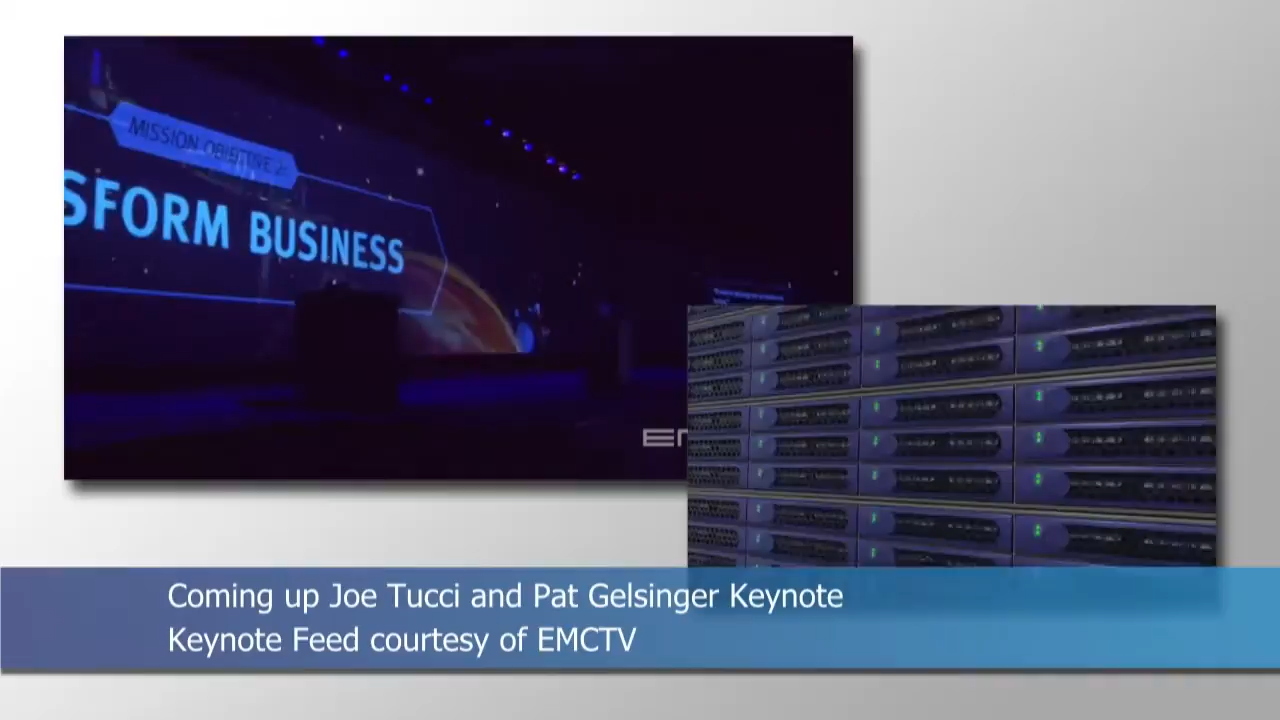 MISSION OBJECTIVE 2:
SFORM BUSINESS
Coming up Joe Tucci and Pat Gelsinger Keynote
Keynote Feed courtesy of EMCTV